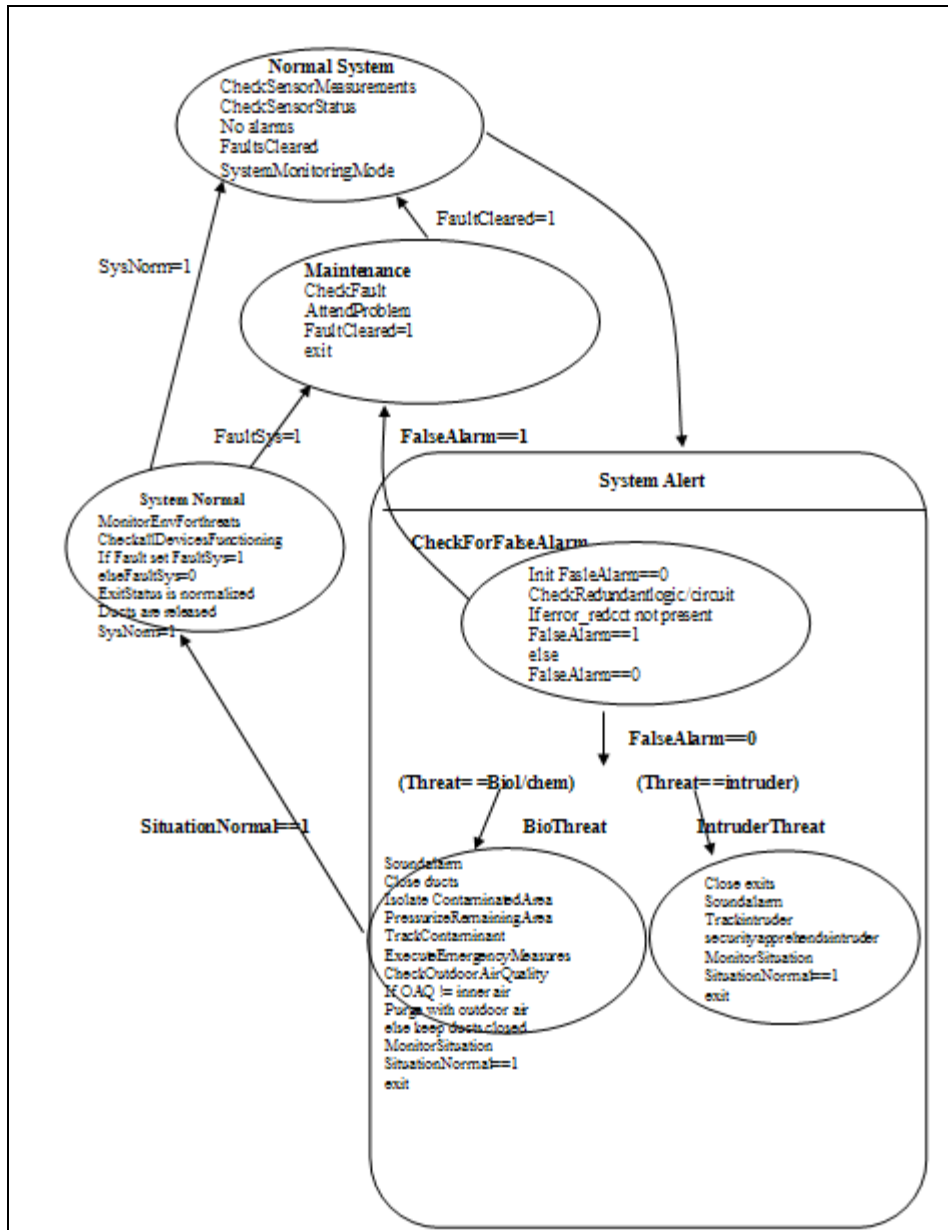 Normal System
CheckSensorMeasurements
CheckSensorStatus
No alarms
FaultsCleared
SystemMonitoringMode
FaultCleared=1
SysNorm=1
Maintenance
CheckFault
AttendProblem
FaultCleared=1
exit
FaultSys=1
FalseAlarm==1
System Normal
MonitorEnvForthreats
CheckallDevicesFunctioning
If Fault set FaultSys=1
elseFaultSys=0
ExitStatus is normalized
Ducts are released
SysNorm=1
System Alert
CheckForFalseAlarm
Init FasleAlarm==0
CheckRedundantlogic/circuit
If error_redcct not present
FalseAlarm==1
else
FalseAlarm==0
FalseAlarm==0
(Threat==Biol/chem)
(Threat==intruder)
SituationNormal==1
BioThreat
IntruderThreat
Soundalarm
Close ducts
Isolate ContaminatedArea
PressurizeRemainingArea
TrackContaminant
ExecuteEmergencyMeasures
CheckOutdoorAirQuality
If OAQ != inner air
Purge with outdoor air
else keep ducts closed
MonitorSituation
SituationNormal==1
exit
Close exits
Soundalarm
Trackintruder
securityapprehendsintruder
MonitorSituation
SituationNormal==1
exit